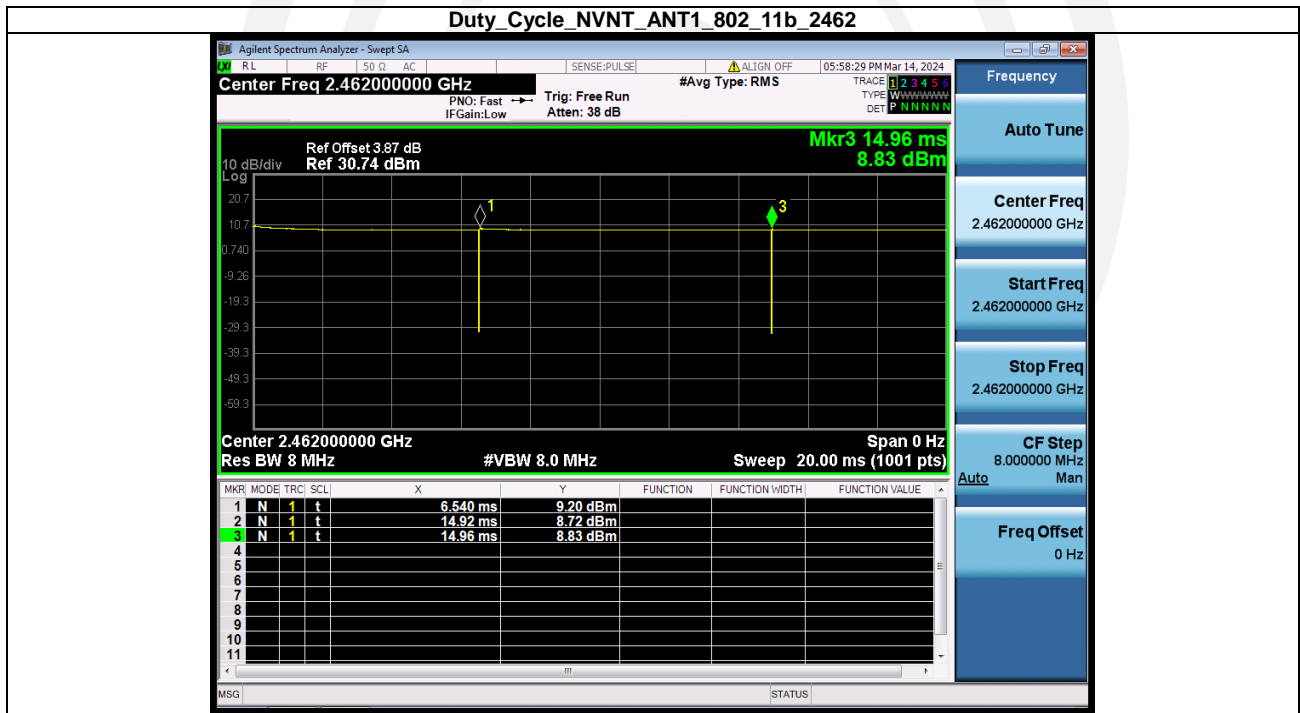 Duty_Cycle_NVNT_ANT1_802_11b_2462
Agilent Spectrum Analyzer - Swept SA
LXI RL RF 50 Ω AC SENSE:PULSE ALIGN OFF 05:58:29 PM Mar 14, 2024
Center Freq 2.462000000 GHz #Avg Type: RMS TRACE 1 2 3 4 5 6
PNO: Fast Trig: Free Run TYPE WWWWWW
IFGain:Low Atten: 38 dB DET P N N N N N
Frequency
Auto Tune
Center Freq
2.462000000 GHz
Start Freq
2.462000000 GHz
Stop Freq
2.462000000 GHz
CF Step
8.000000 MHz
Auto Man
Freq Offset
0 Hz
Mkr3 14.96 ms
8.83 dBm
Ref Offset 3.87 dB
10 dB/div Ref 30.74 dBm
Log
20.7
10.7
0.740
-9.26
-19.3
-29.3
-39.3
-49.3
-59.3
1
3
Center 2.462000000 GHz Span 0 Hz
Res BW 8 MHz #VBW 8.0 MHz Sweep 20.00 ms (1001 pts)
MKR MODE TRC SCL X Y FUNCTION FUNCTION WIDTH FUNCTION VALUE
1 N 1 t 6.540 ms 9.20 dBm
2 N 1 t 14.92 ms 8.72 dBm
3 N 1 t 14.96 ms 8.83 dBm
4
5
6
7
8
9
10
11
MSG STATUS